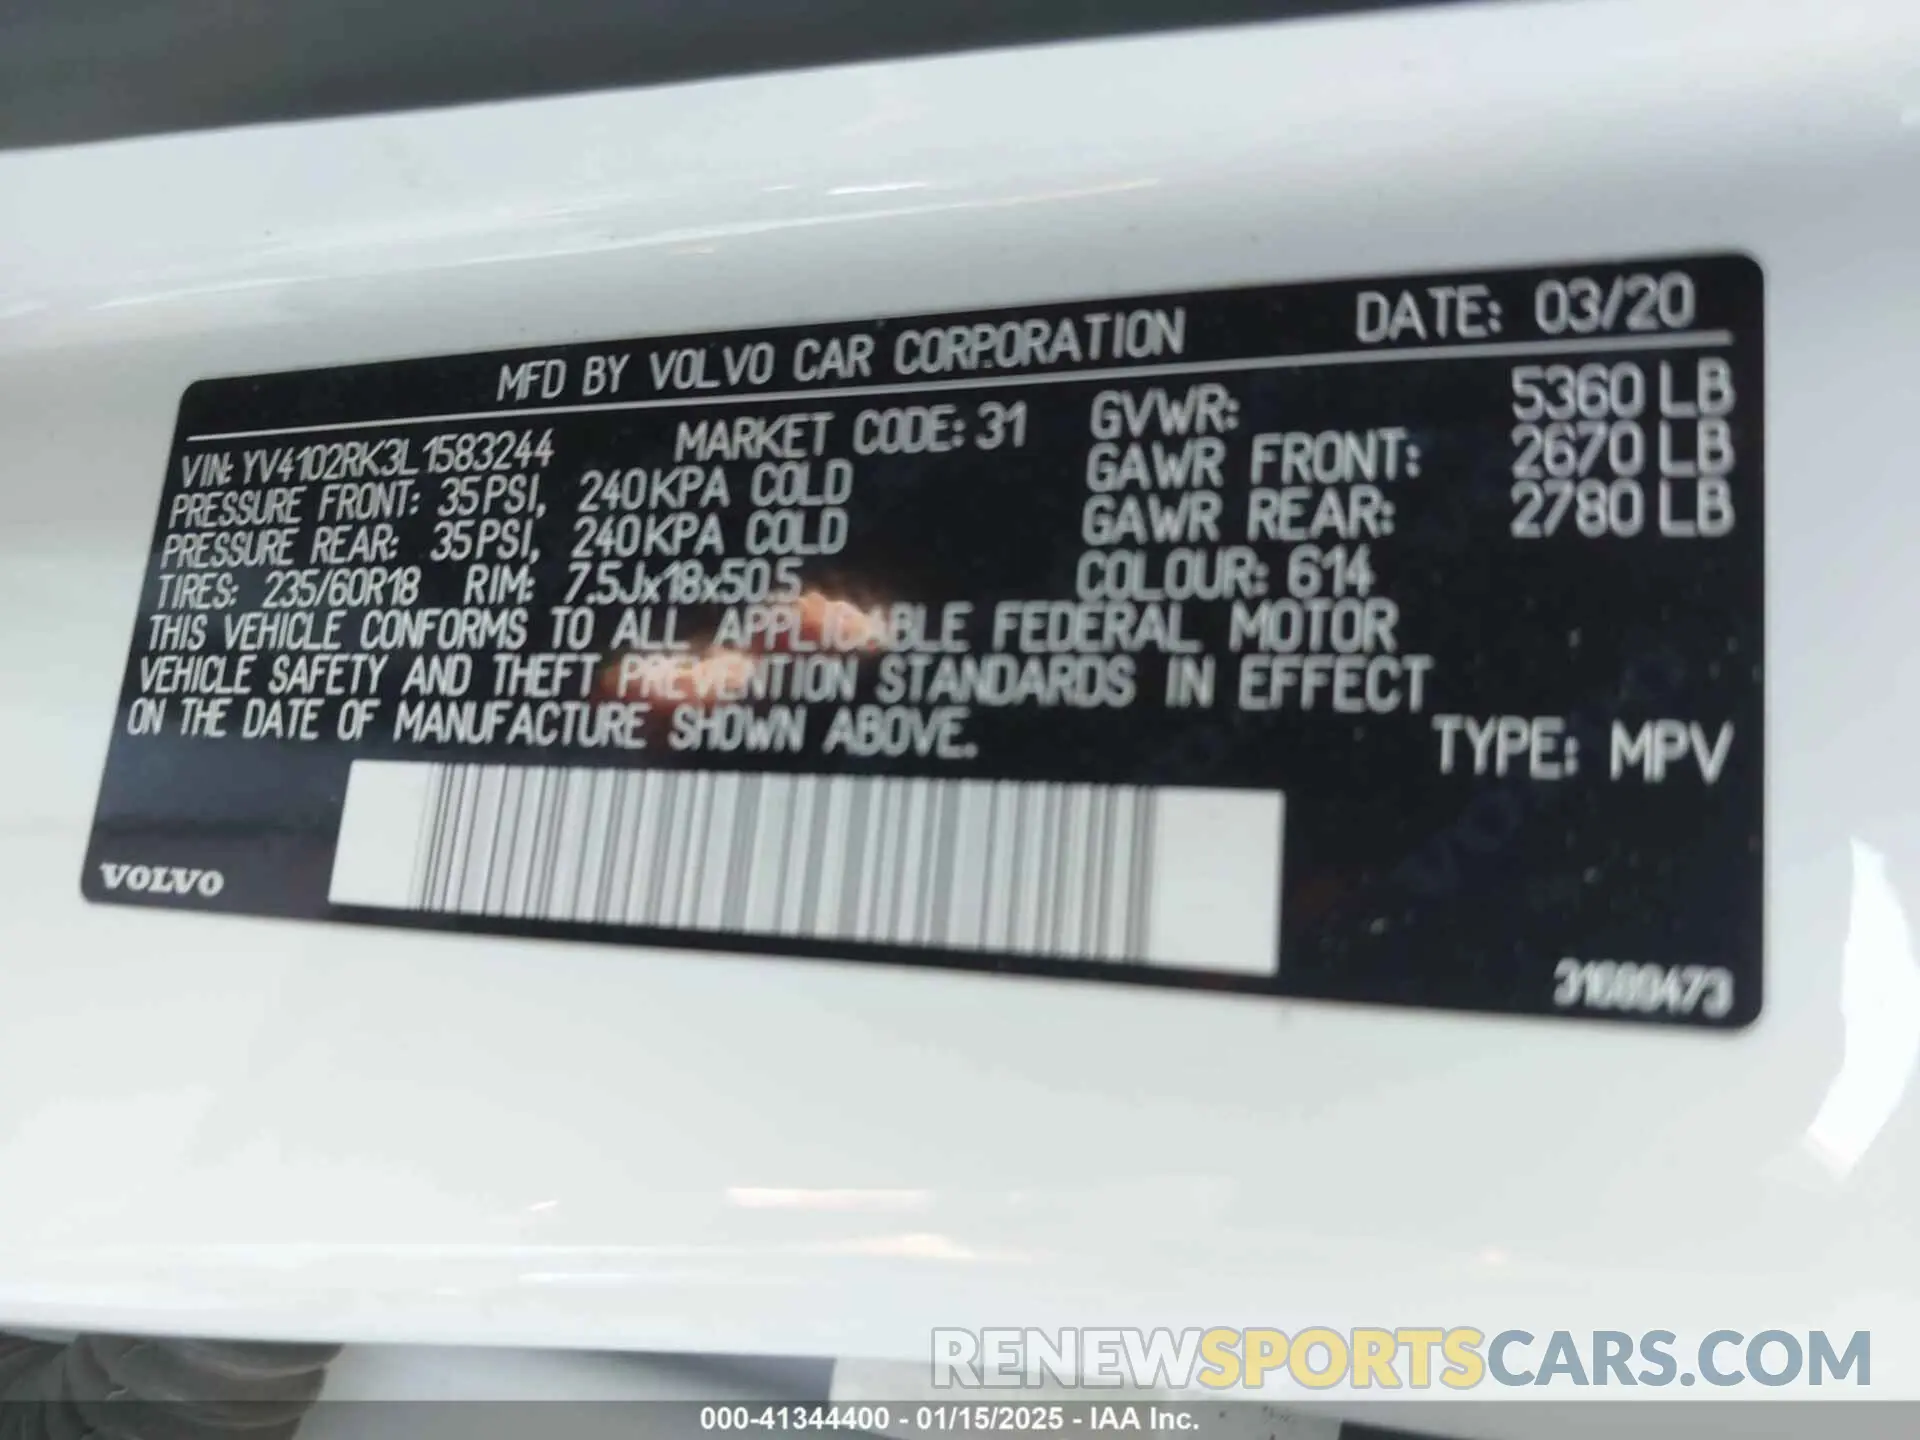 MFD BY VOLVO CAR CORPORATION DATE: 03/20
VIN: YV4102RK3L1583244 MARKET CODE: 31 GVWR: 5360 LB
PRESSURE FRONT: 35PSI, 240KPA COLD GAWR FRONT: 2670 LB
PRESSURE REAR: 35PSI, 240KPA COLD GAWR REAR: 2780 LB
TIRES: 235/60R18 RIM: 7.5Jx18x50.5 COLOUR: 614
THIS VEHICLE CONFORMS TO ALL APPLICABLE FEDERAL MOTOR
VEHICLE SAFETY AND THEFT PREVENTION STANDARDS IN EFFECT
ON THE DATE OF MANUFACTURE SHOWN ABOVE.
TYPE: MPV
VOLVO
RENEWSPORTSCARS.COM
000-41344400 - 01/15/2025 - IAA Inc.